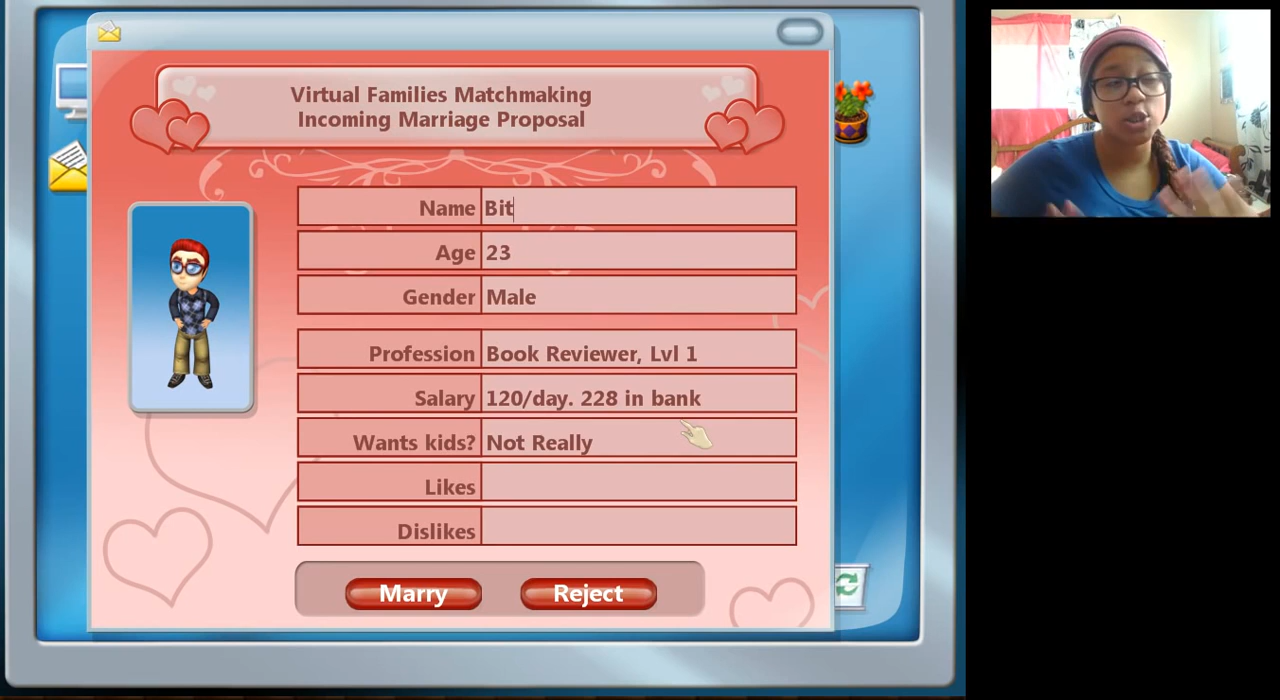 Virtual Families Matchmaking
Incoming Marriage Proposal
Name Bit
Age 23
Gender Male
Profession Book Reviewer, Lvl 1
Salary 120/day. 228 in bank
Wants kids? Not Really
Likes
Dislikes
Marry Reject